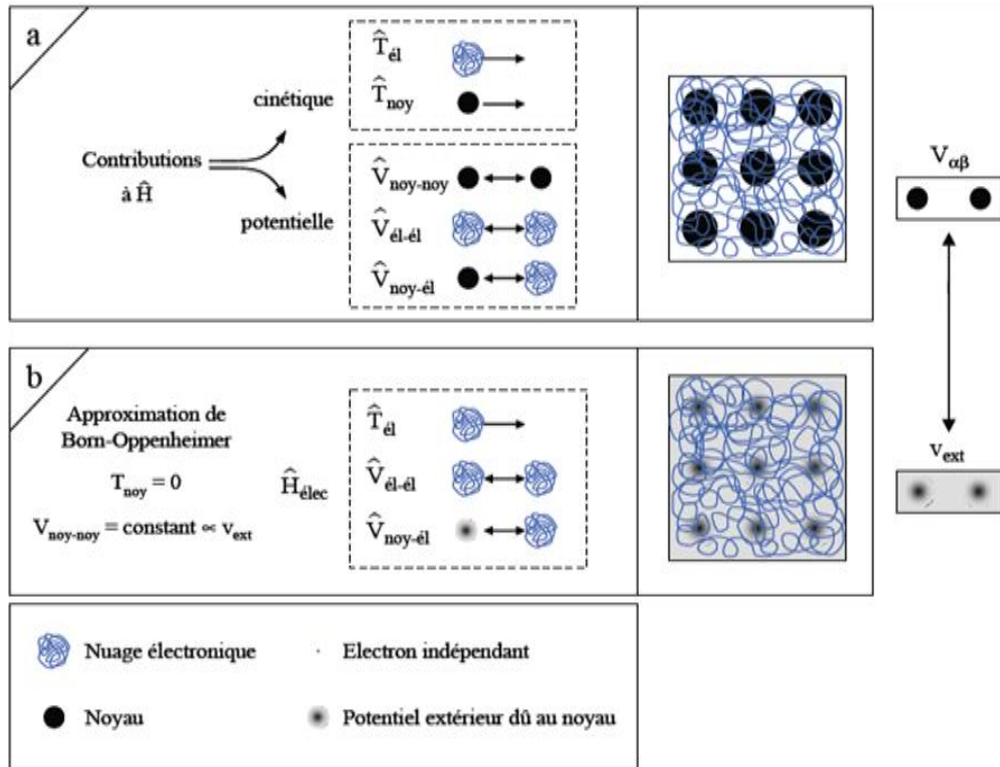 a
Contributions
à Ĥ
cinétique
potentielle
T̂él
T̂noy
V̂noy-noy
V̂él-él
V̂noy-él
Vαβ
b
Approximation de
Born-Oppenheimer
Tnoy = 0
Vnoy-noy = constant ∝ vext
Ĥélec
T̂él
V̂él-él
V̂noy-él
vext
Nuage électronique
Electron indépendant
Noyau
Potentiel extérieur dû au noyau